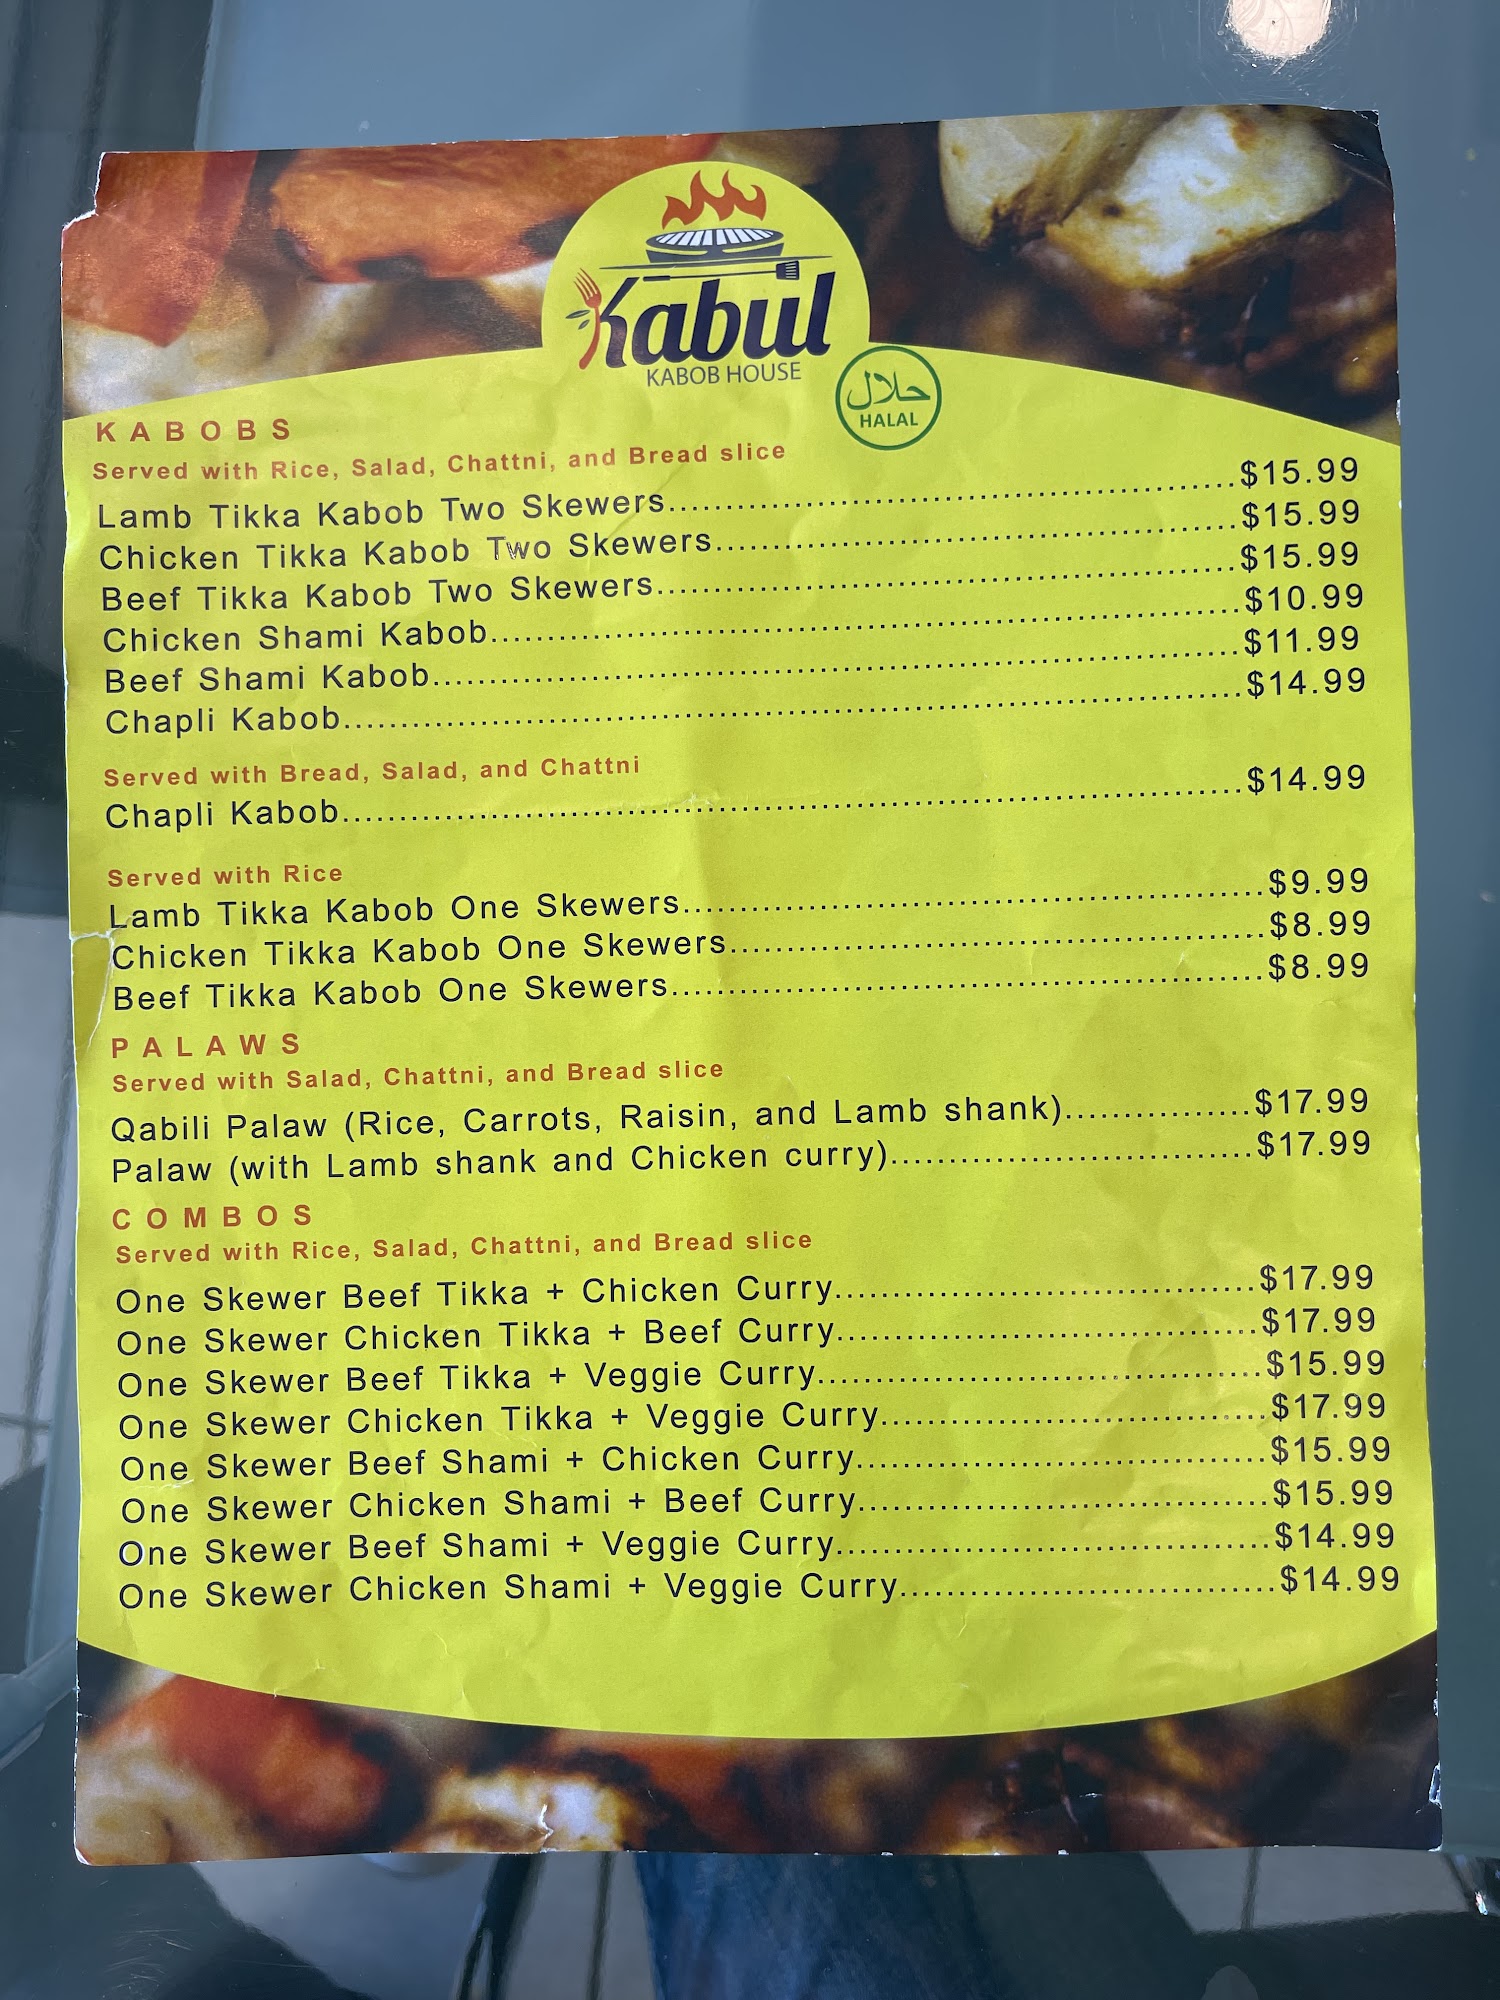 Kabul
KABOB HOUSE
حلال
HALAL
KABOBS
Served with Rice, Salad, Chattni, and Bread slice
Lamb Tikka Kabob Two Skewers....................$15.99
Chicken Tikka Kabob Two Skewers....................$15.99
Beef Tikka Kabob Two Skewers....................$15.99
Chicken Shami Kabob....................$10.99
Beef Shami Kabob....................$11.99
Chapli Kabob....................$14.99
Served with Bread, Salad, and Chattni
Chapli Kabob....................$14.99
Served with Rice
Lamb Tikka Kabob One Skewers....................$9.99
Chicken Tikka Kabob One Skewers....................$8.99
Beef Tikka Kabob One Skewers....................$8.99
PALAWS
Served with Salad, Chattni, and Bread slice
Qabili Palaw (Rice, Carrots, Raisin, and Lamb shank)................$17.99
Palaw (with Lamb shank and Chicken curry)....................$17.99
COMBOS
Served with Rice, Salad, Chattni, and Bread slice
One Skewer Beef Tikka + Chicken Curry....................$17.99
One Skewer Chicken Tikka + Beef Curry....................$17.99
One Skewer Beef Tikka + Veggie Curry....................$15.99
One Skewer Chicken Tikka + Veggie Curry....................$17.99
One Skewer Beef Shami + Chicken Curry....................$15.99
One Skewer Chicken Shami + Beef Curry....................$15.99
One Skewer Beef Shami + Veggie Curry....................$14.99
One Skewer Chicken Shami + Veggie Curry....................$14.99